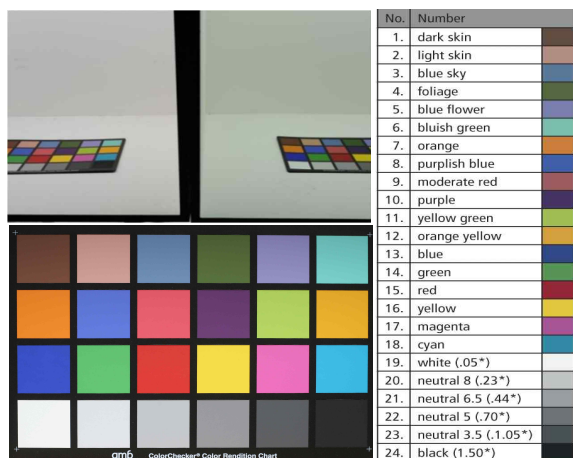 No. Number
1. dark skin
2. light skin
3. blue sky
4. foliage
5. blue flower
6. bluish green
7. orange
8. purplish blue
9. moderate red
10. purple
11. yellow green
12. orange yellow
13. blue
14. green
15. red
16. yellow
17. magenta
18. cyan
19. white (.05*)
20. neutral 8 (.23*)
21. neutral 6.5 (.44*)
22. neutral 5 (.70*)
23. neutral 3.5 (.1.05*)
24. black (1.50*)
ColorChecker® Color Rendition Chart